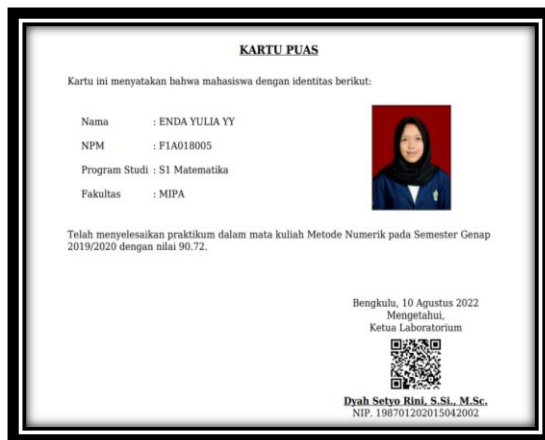 KARTU PUAS
Kartu ini menyatakan bahwa mahasiswa dengan identitas berikut:
Nama : ENDA YULIA YY
NPM : F1A018005
Program Studi : S1 Matematika
Fakultas : MIPA
Telah menyelesaikan praktikum dalam mata kuliah Metode Numerik pada Semester Genap
2019/2020 dengan nilai 90.72.
Bengkulu, 10 Agustus 2022
Mengetahui,
Ketua Laboratorium
Dyah Setyo Rini, S.Si., M.Sc.
NIP. 198701202015042002